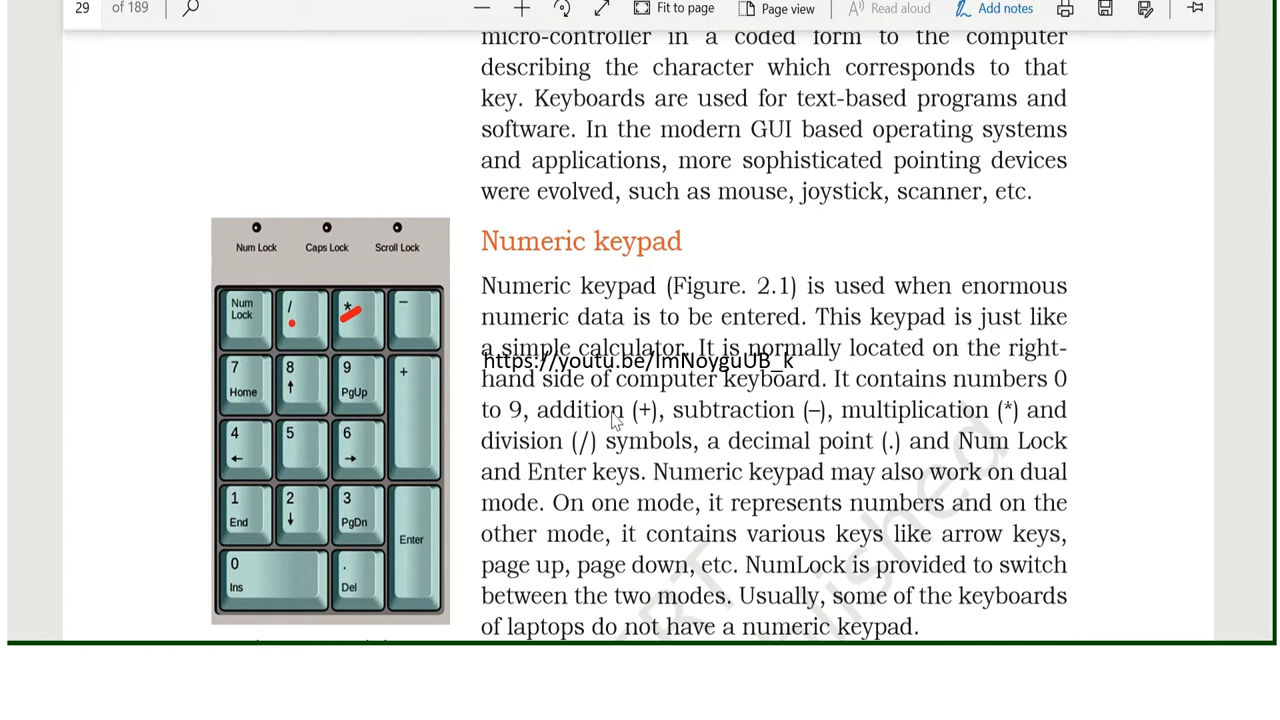 29 of 189 Fit to page Page view Read aloud Add notes
micro-controller in a coded form to the computer
describing the character which corresponds to that
key. Keyboards are used for text-based programs and
software. In the modern GUI based operating systems
and applications, more sophisticated pointing devices
were evolved, such as mouse, joystick, scanner, etc.
Num Lock Caps Lock Scroll Lock
Num Lock / * −
7 Home 8 ↑ 9 PgUp +
4 ← 5 6 →
1 End 2 ↓ 3 PgDn Enter
0 Ins . Del
Numeric keypad
Numeric keypad (Figure. 2.1) is used when enormous
numeric data is to be entered. This keypad is just like
a simple calculator. It is normally located on the right-
https://youtu.be/lmNoyguUB_k
hand side of computer keyboard. It contains numbers 0
to 9, addition (+), subtraction (–), multiplication (*) and
division (/) symbols, a decimal point (.) and Num Lock
and Enter keys. Numeric keypad may also work on dual
mode. On one mode, it represents numbers and on the
other mode, it contains various keys like arrow keys,
page up, page down, etc. NumLock is provided to switch
between the two modes. Usually, some of the keyboards
of laptops do not have a numeric keypad.